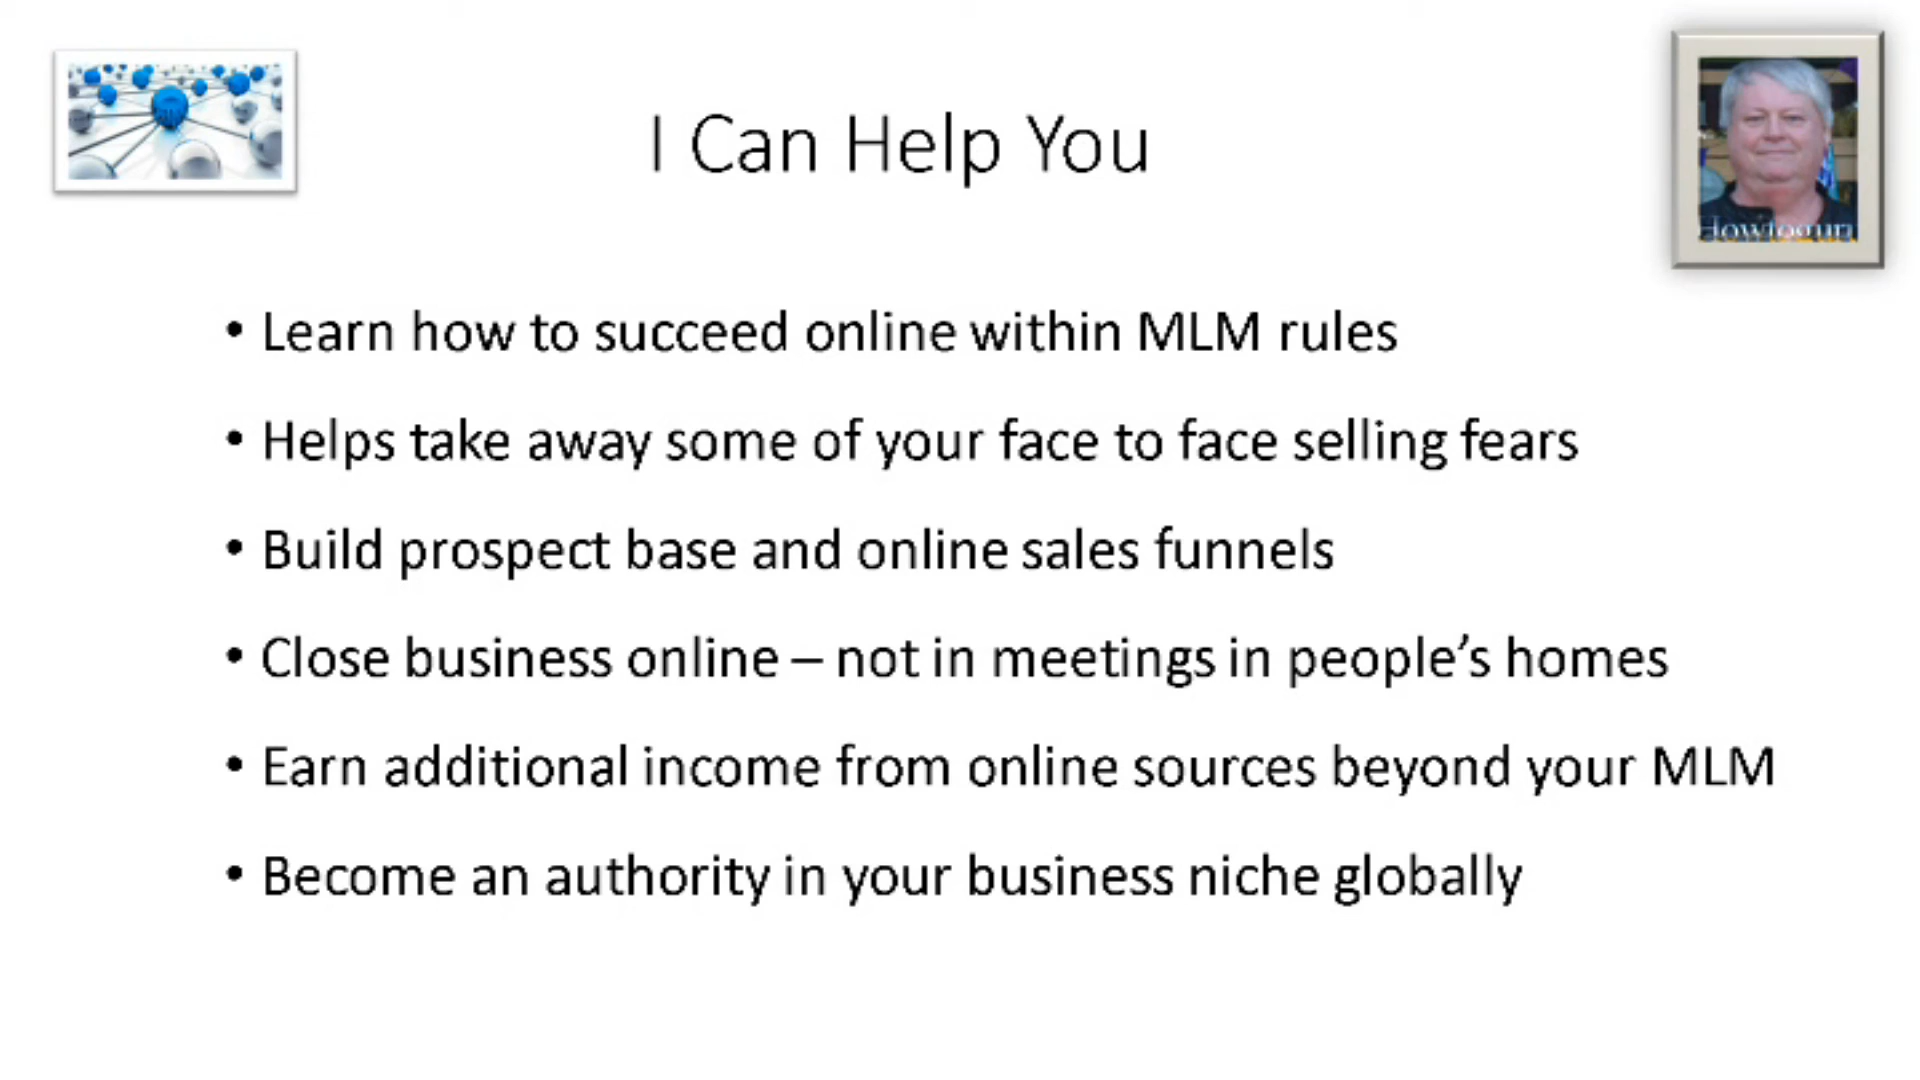 I Can Help You
• Learn how to succeed online within MLM rules
• Helps take away some of your face to face selling fears
• Build prospect base and online sales funnels
• Close business online – not in meetings in people’s homes
• Earn additional income from online sources beyond your MLM
• Become an authority in your business niche globally